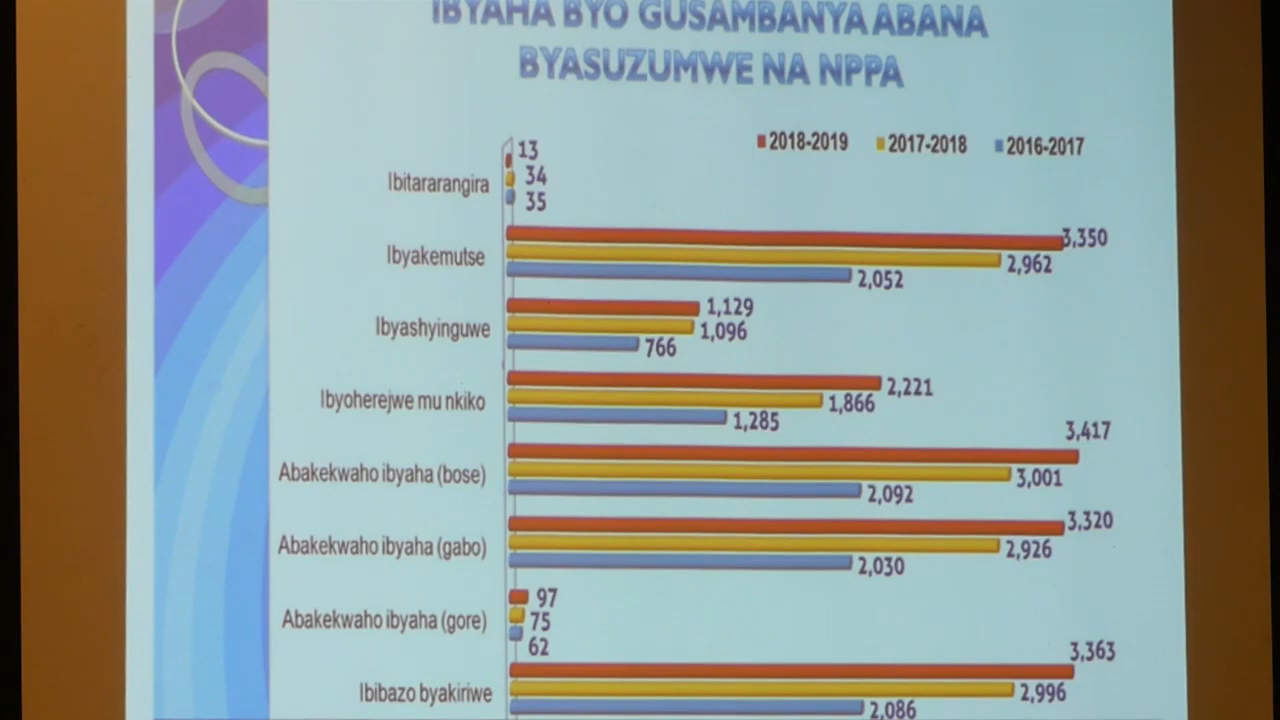 IBYAHA BYO GUSAMBANYA ABANA
BYASUZUMWE NA NPPA
2018-2019 2017-2018 2016-2017
Ibitararangira 13 34 35
Ibyakemutse 3,350 2,962 2,052
Ibyashyinguwe 1,129 1,096 766
Ibyoherejwe mu nkiko 2,221 1,866 1,285
Abakekwaho ibyaha (bose) 3,417 3,001 2,092
Abakekwaho ibyaha (gabo) 3,320 2,926 2,030
Abakekwaho ibyaha (gore) 97 75 62
Ibibazo byakiriwe 3,363 2,996 2,086